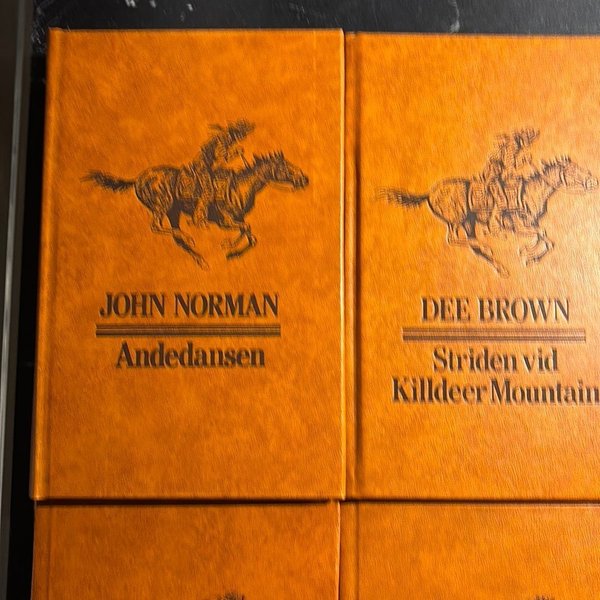 JOHN NORMAN
Andedansen
DEE BROWN
Striden vid
Killdeer Mountain